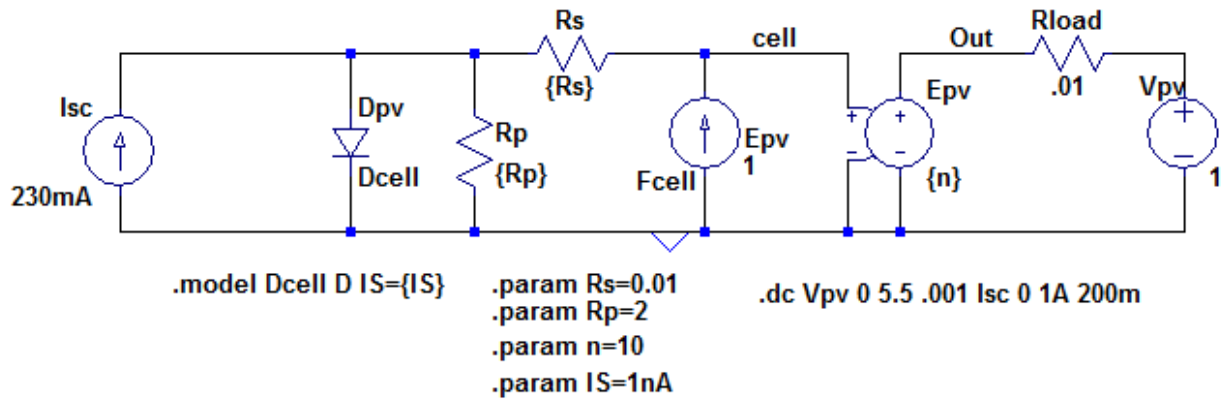 Isc
230mA
Dpv
Dcell
Rp
{Rp}
Rs
{Rs}
cell
Epv
1
Fcell
Out
Epv
{n}
Rload
.01
Vpv
1
.model Dcell D IS={IS}
.param Rs=0.01
.param Rp=2
.param n=10
.param IS=1nA
.dc Vpv 0 5.5 .001 Isc 0 1A 200m